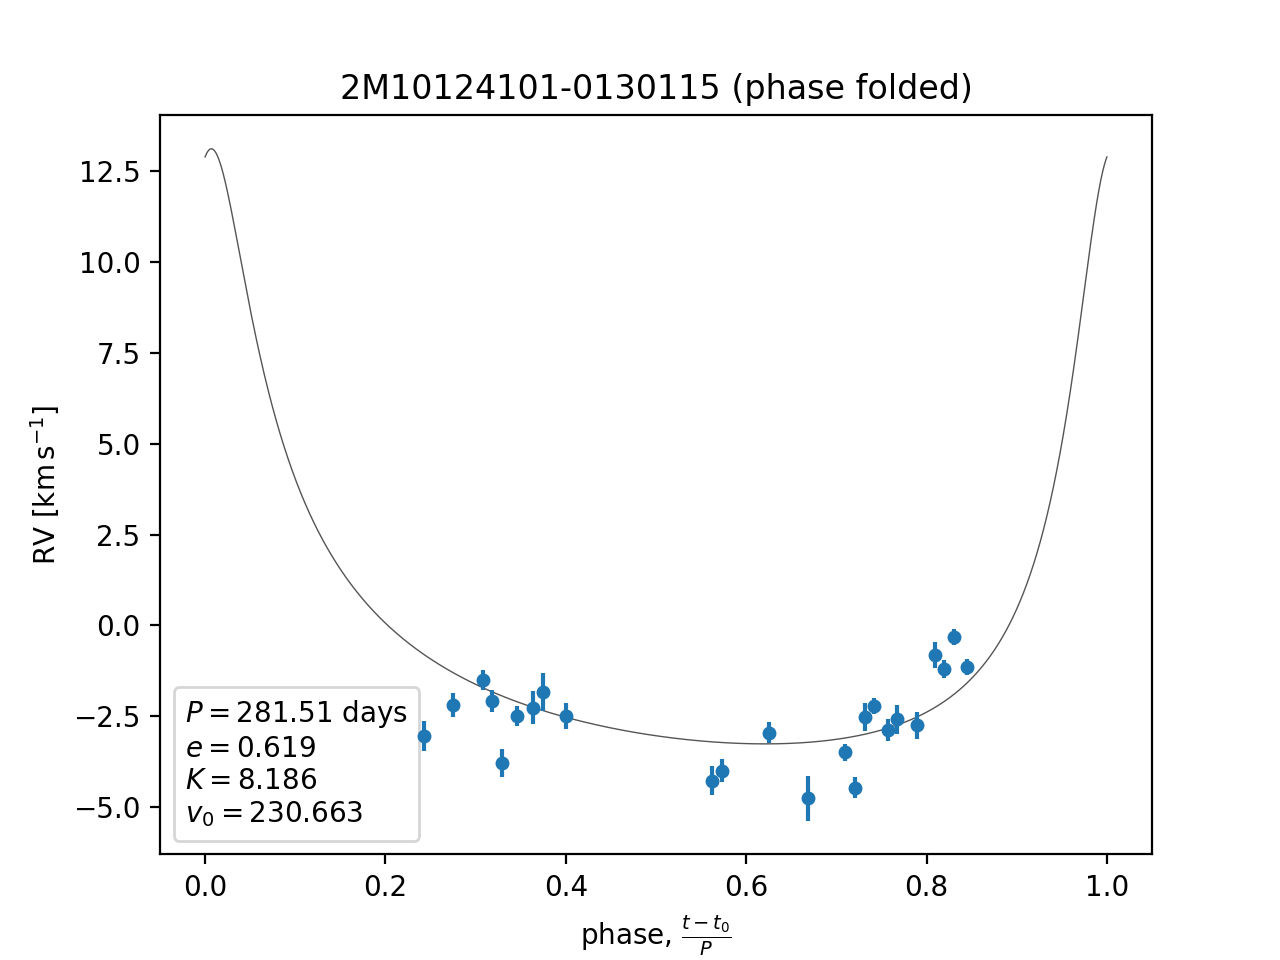 2M10124101-0130115 (phase folded)
12.5
10.0
7.5
5.0
2.5
0.0
−2.5
−5.0
RV [km s⁻¹]
P = 281.51 days
e = 0.619
K = 8.186
v₀ = 230.663
0.0 0.2 0.4 0.6 0.8 1.0
phase, (t − t₀)/P